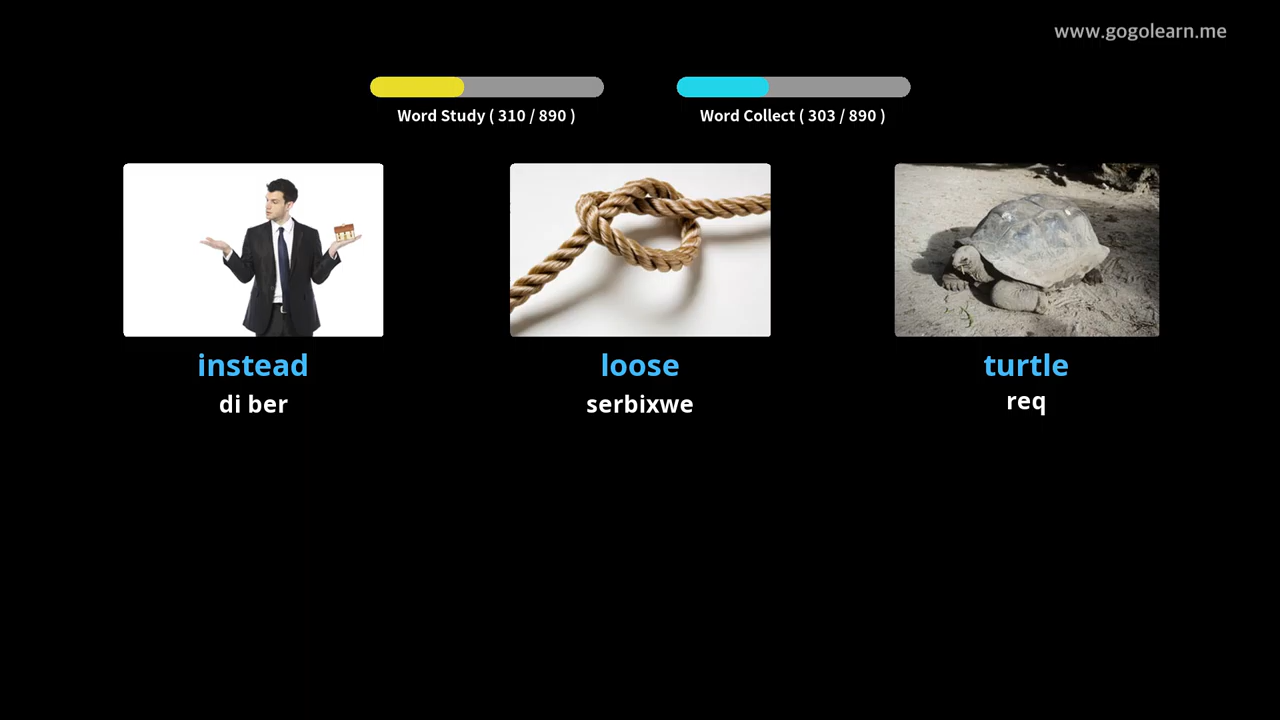 www.gogolearn.me
Word Study ( 310 / 890 )
Word Collect ( 303 / 890 )
instead
di ber
loose
serbixwe
turtle
req